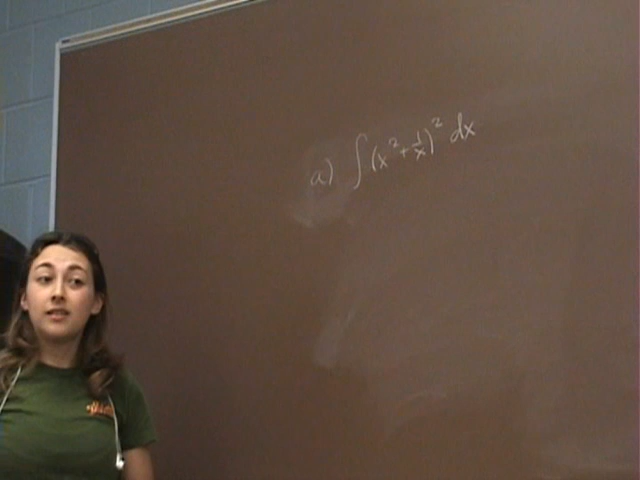 a) ∫(x²+1/x)² dx